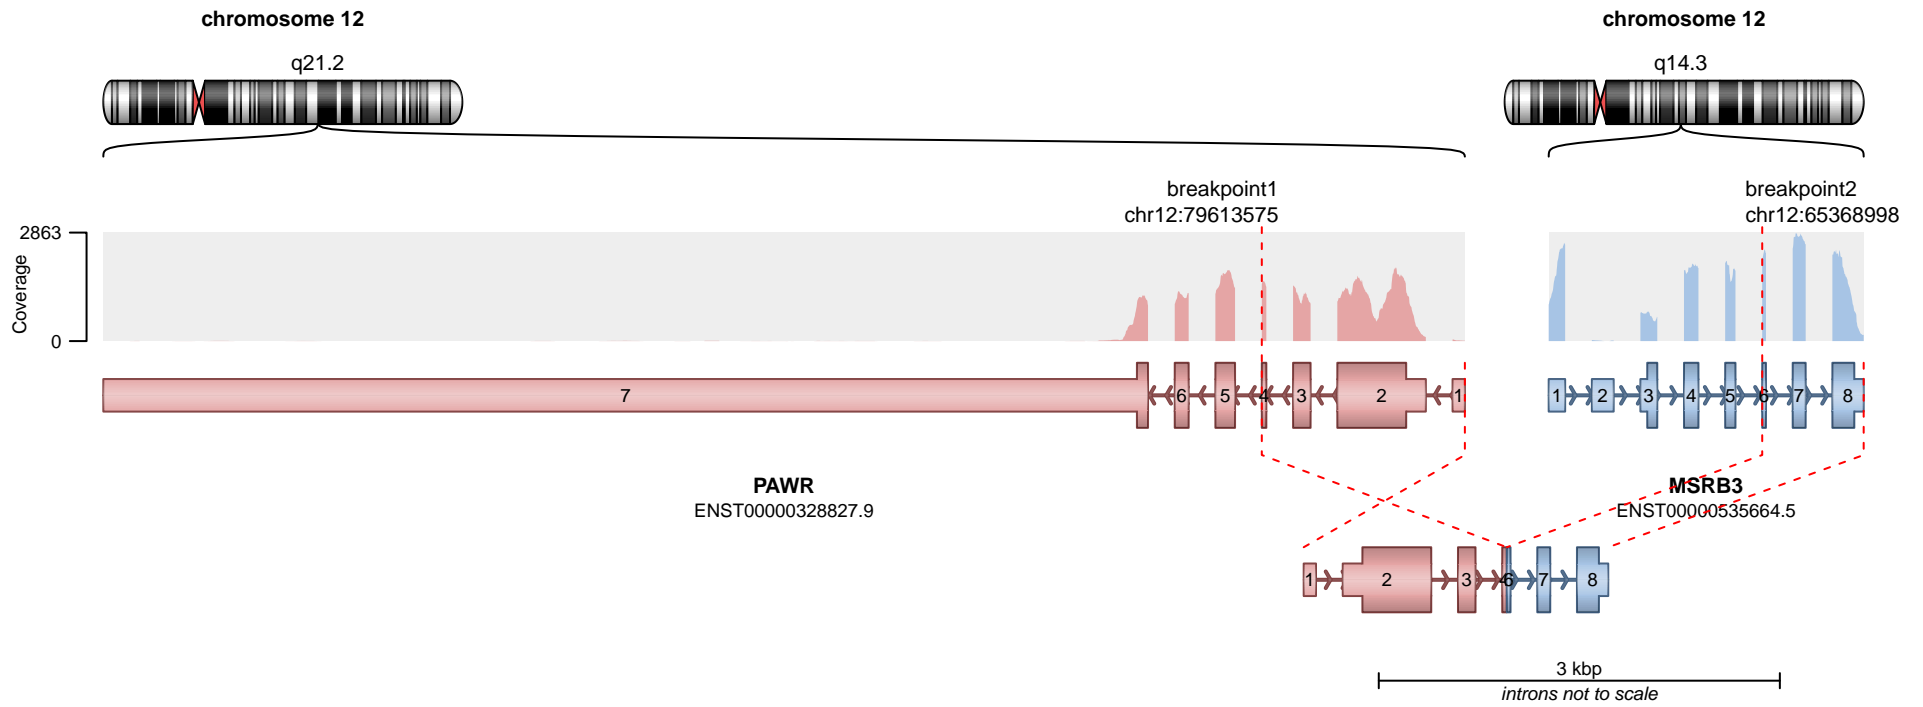 chromosome 12
chromosome 12
q21.2
q14.3
breakpoint1
chr12:79613575
breakpoint2
chr12:65368998
2863
Coverage
0
7 6 5 4 3 2 1
1 2 3 4 5 6 7 8
PAWR
ENST00000328827.9
MSRB3
ENST00000535664.5
1 2 3 4 6 7 8
3 kbp
introns not to scale